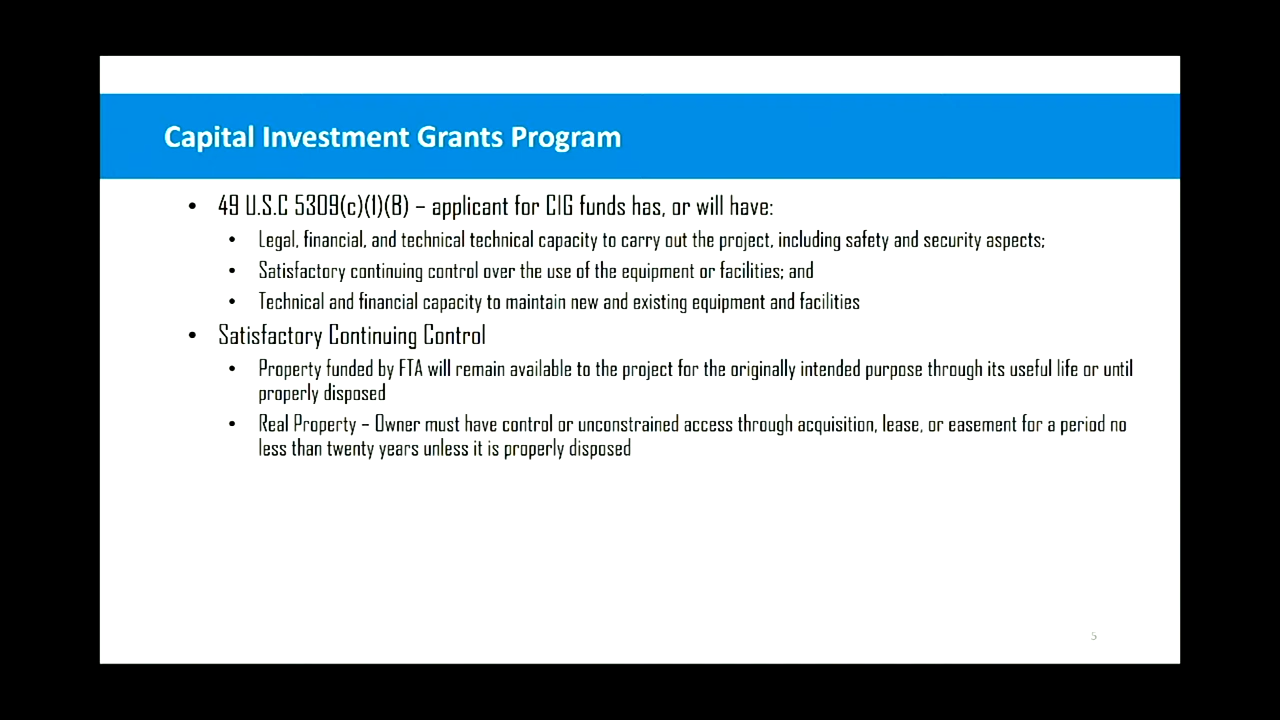 Capital Investment Grants Program
• 49 U.S.C 5309(c)(1)(B) – applicant for CIG funds has, or will have:
• Legal, financial, and technical technical capacity to carry out the project, including safety and security aspects;
• Satisfactory continuing control over the use of the equipment or facilities; and
• Technical and financial capacity to maintain new and existing equipment and facilities
• Satisfactory Continuing Control
• Property funded by FTA will remain available to the project for the originally intended purpose through its useful life or until
properly disposed
• Real Property – Owner must have control or unconstrained access through acquisition, lease, or easement for a period no
less than twenty years unless it is properly disposed
5